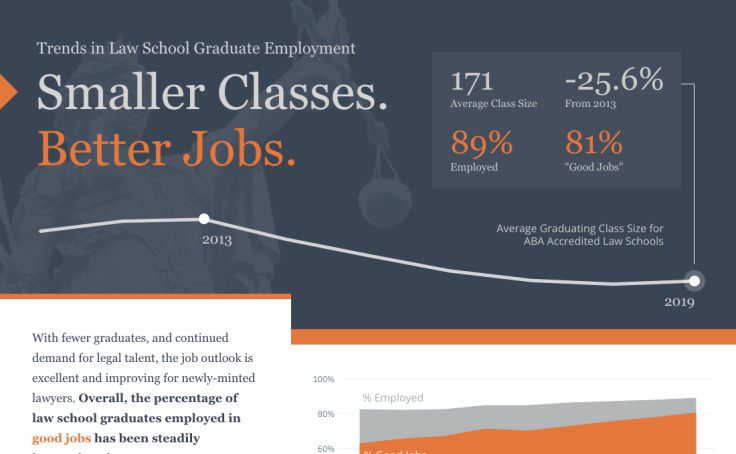 Trends in Law School Graduate Employment
Smaller Classes.
Better Jobs.
171
Average Class Size
-25.6%
From 2013
89%
Employed
81%
"Good Jobs"
2013
Average Graduating Class Size for
ABA Accredited Law Schools
2019
With fewer graduates, and continued
demand for legal talent, the job outlook is
excellent and improving for newly-minted
lawyers. Overall, the percentage of
law school graduates employed in
good jobs has been steadily
100%
% Employed
80%
60%
% Good Jobs